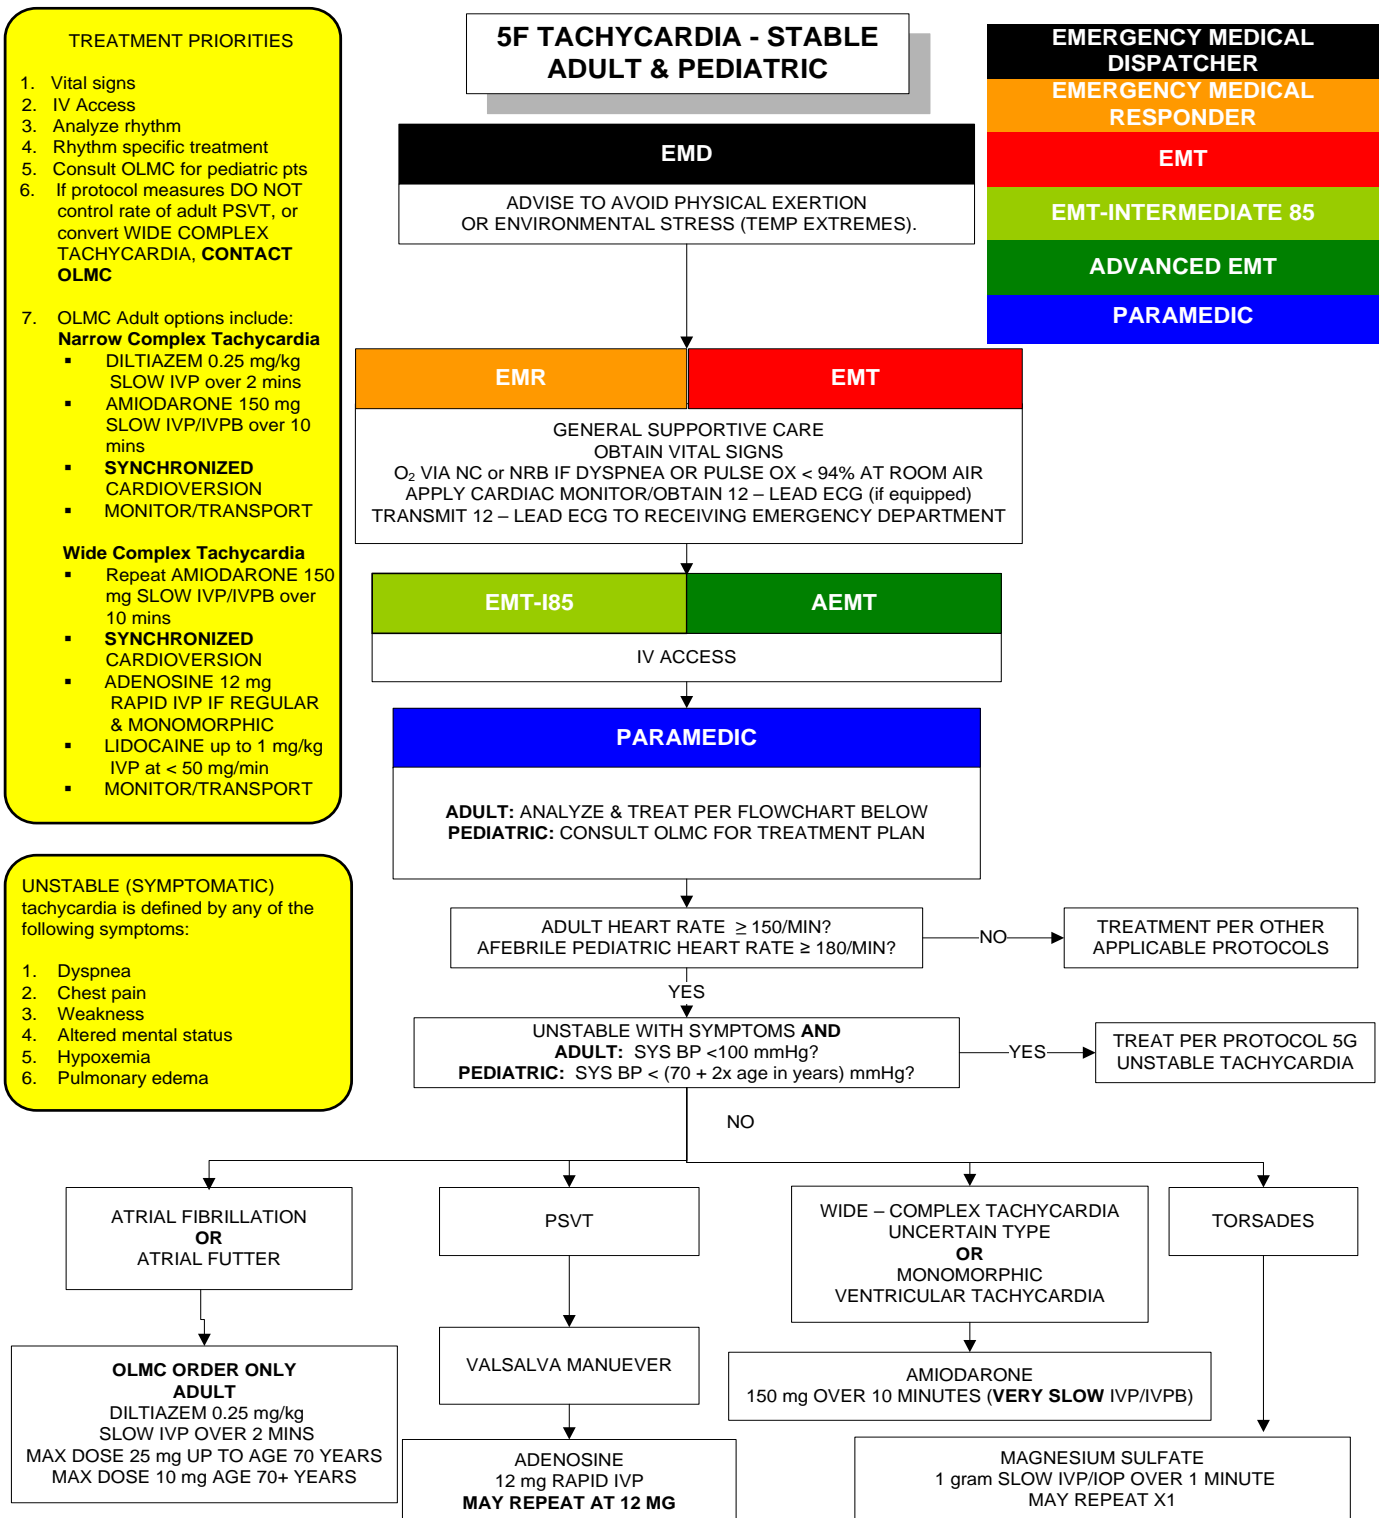 TREATMENT PRIORITIES
1. Vital signs
2. IV Access
3. Analyze rhythm
4. Rhythm specific treatment
5. Consult OLMC for pediatric pts
6. If protocol measures DO NOT
control rate of adult PSVT, or
convert WIDE COMPLEX
TACHYCARDIA, CONTACT
OLMC
7. OLMC Adult options include:
Narrow Complex Tachycardia
▪ DILTIAZEM 0.25 mg/kg
SLOW IVP over 2 mins
▪ AMIODARONE 150 mg
SLOW IVP/IVPB over 10
mins
▪ SYNCHRONIZED
CARDIOVERSION
▪ MONITOR/TRANSPORT
Wide Complex Tachycardia
▪ Repeat AMIODARONE 150
mg SLOW IVP/IVPB over
10 mins
▪ SYNCHRONIZED
CARDIOVERSION
▪ ADENOSINE 12 mg
RAPID IVP IF REGULAR
& MONOMORPHIC
▪ LIDOCAINE up to 1 mg/kg
IVP at < 50 mg/min
▪ MONITOR/TRANSPORT
UNSTABLE (SYMPTOMATIC)
tachycardia is defined by any of the
following symptoms:
1. Dyspnea
2. Chest pain
3. Weakness
4. Altered mental status
5. Hypoxemia
6. Pulmonary edema
5F TACHYCARDIA - STABLE
ADULT & PEDIATRIC
EMERGENCY MEDICAL
DISPATCHER
EMERGENCY MEDICAL
RESPONDER
EMT
EMT-INTERMEDIATE 85
ADVANCED EMT
PARAMEDIC
EMD
ADVISE TO AVOID PHYSICAL EXERTION
OR ENVIRONMENTAL STRESS (TEMP EXTREMES).
EMR
EMT
GENERAL SUPPORTIVE CARE
OBTAIN VITAL SIGNS
O₂ VIA NC or NRB IF DYSPNEA OR PULSE OX < 94% AT ROOM AIR
APPLY CARDIAC MONITOR/OBTAIN 12 – LEAD ECG (if equipped)
TRANSMIT 12 – LEAD ECG TO RECEIVING EMERGENCY DEPARTMENT
EMT-I85
AEMT
IV ACCESS
PARAMEDIC
ADULT: ANALYZE & TREAT PER FLOWCHART BELOW
PEDIATRIC: CONSULT OLMC FOR TREATMENT PLAN
ADULT HEART RATE ≥ 150/MIN?
AFEBRILE PEDIATRIC HEART RATE ≥ 180/MIN?
NO
TREATMENT PER OTHER
APPLICABLE PROTOCOLS
YES
UNSTABLE WITH SYMPTOMS AND
ADULT: SYS BP <100 mmHg?
PEDIATRIC: SYS BP < (70 + 2x age in years) mmHg?
YES
TREAT PER PROTOCOL 5G
UNSTABLE TACHYCARDIA
NO
ATRIAL FIBRILLATION
OR
ATRIAL FUTTER
PSVT
WIDE – COMPLEX TACHYCARDIA
UNCERTAIN TYPE
OR
MONOMORPHIC
VENTRICULAR TACHYCARDIA
TORSADES
OLMC ORDER ONLY
ADULT
DILTIAZEM 0.25 mg/kg
SLOW IVP OVER 2 MINS
MAX DOSE 25 mg UP TO AGE 70 YEARS
MAX DOSE 10 mg AGE 70+ YEARS
VALSALVA MANUEVER
ADENOSINE
12 mg RAPID IVP
MAY REPEAT AT 12 MG
AMIODARONE
150 mg OVER 10 MINUTES (VERY SLOW IVP/IVPB)
MAGNESIUM SULFATE
1 gram SLOW IVP/IOP OVER 1 MINUTE
MAY REPEAT X1